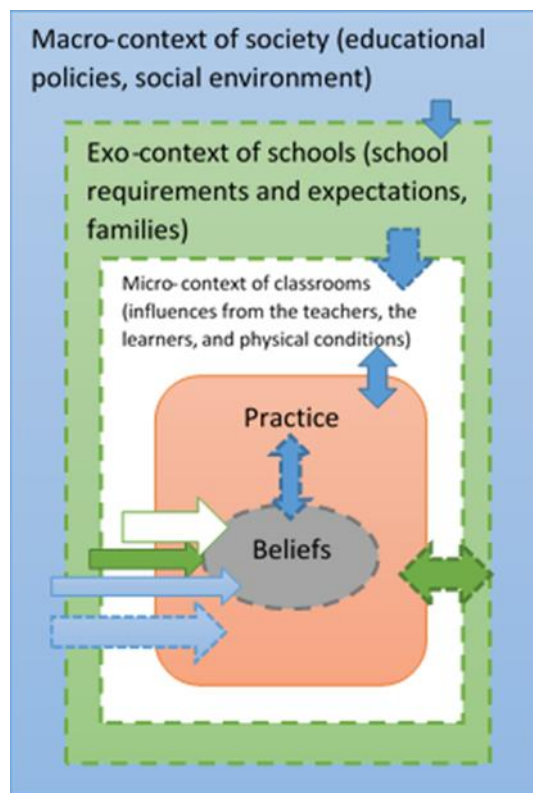 Macro-context of society (educational
policies, social environment)
Exo-context of schools (school
requirements and expectations,
families)
Micro-context of classrooms
(influences from the teachers, the
learners, and physical conditions)
Practice
Beliefs